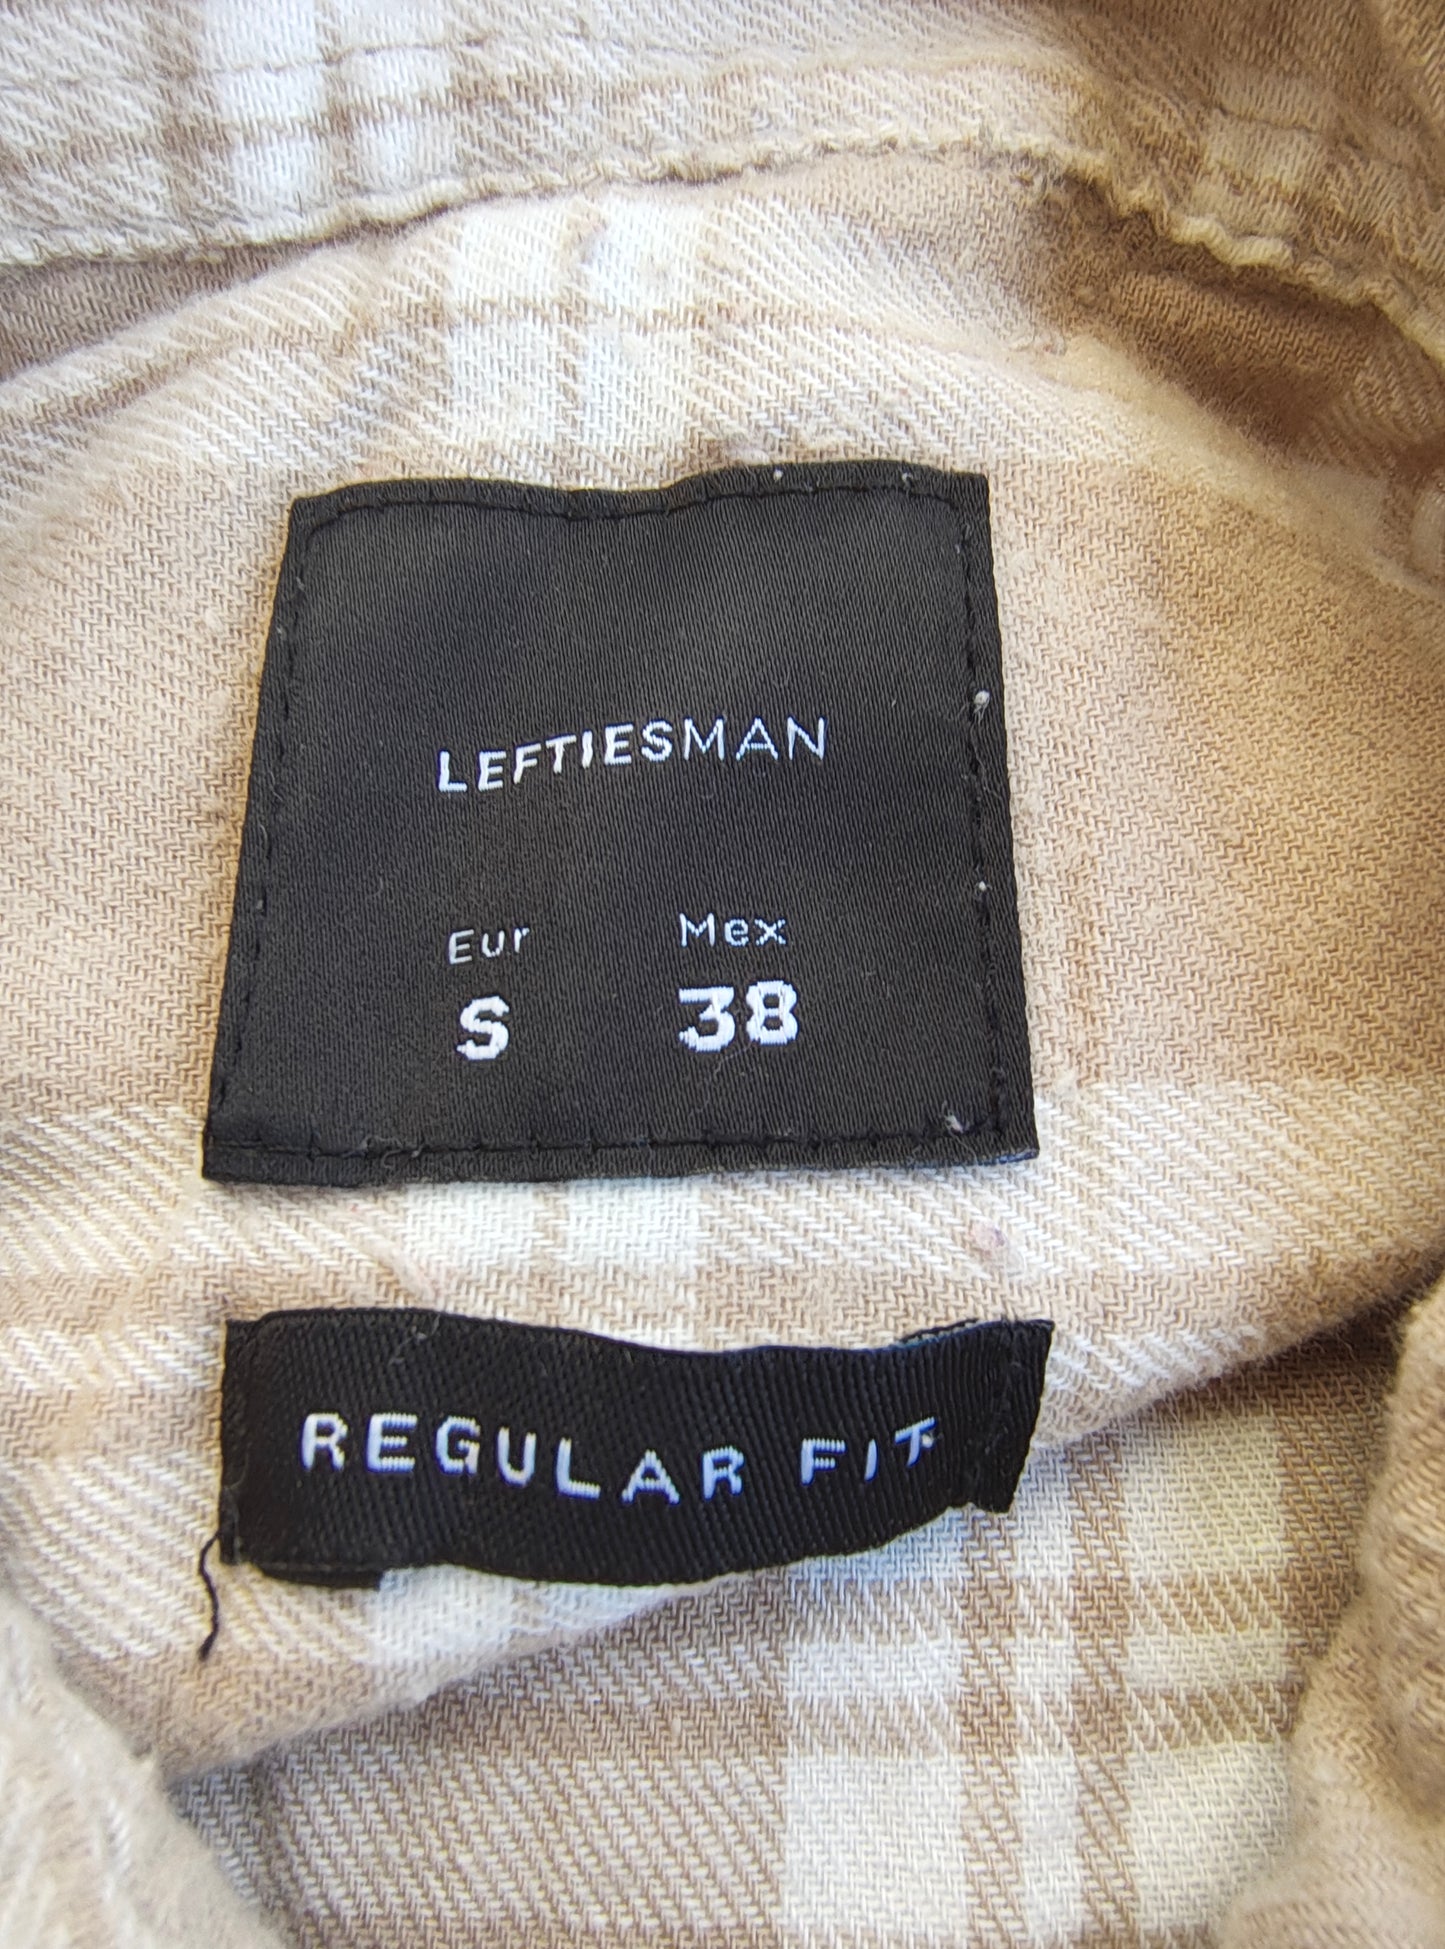 LEFTIESMAN
Eur Mex
S 38
REGULAR FIT